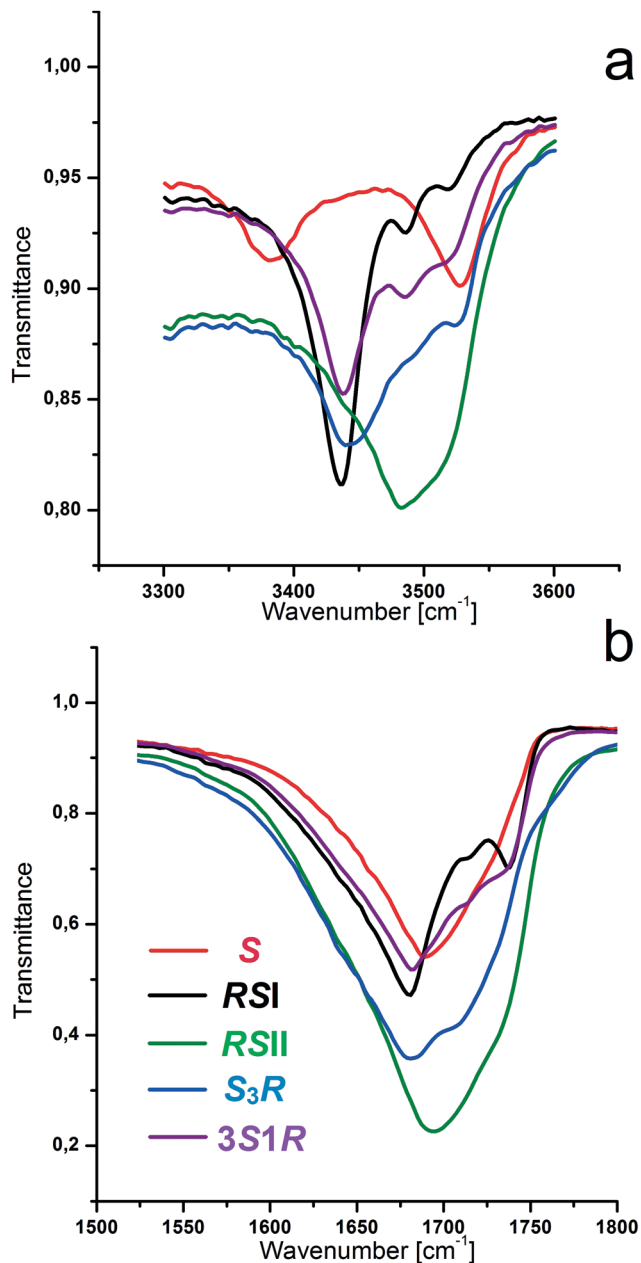 a
1,00
0,95
0,90
0,85
0,80
Transmittance
3300 3400 3500 3600
Wavenumber [cm⁻¹]
b
1,0
0,8
0,6
0,4
0,2
Transmittance
S
RSI
RSII
S₃R
3S1R
1500 1550 1600 1650 1700 1750 1800
Wavenumber [cm⁻¹]